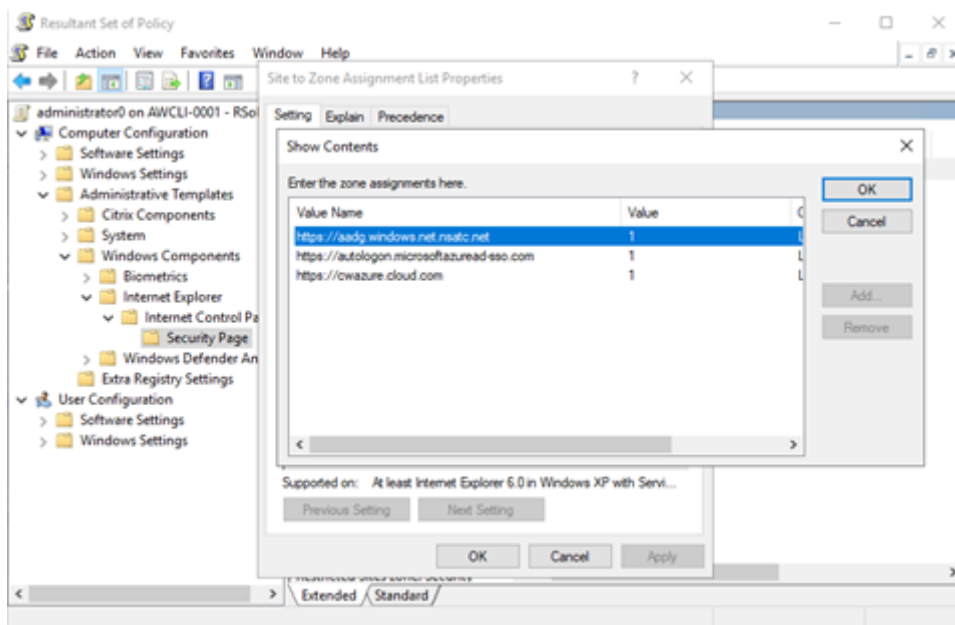 Resultant Set of Policy
File Action View Favorites Window Help
Site to Zone Assignment List Properties
administrator0 on AWCLI-0001 - RSo
Computer Configuration
Software Settings
Windows Settings
Administrative Templates
Citrix Components
System
Windows Components
Biometrics
Internet Explorer
Internet Control Pa
Security Page
Windows Defender An
Extra Registry Settings
User Configuration
Software Settings
Windows Settings
Setting Explain Precedence
Show Contents
Enter the zone assignments here.
Value Name Value
https://aadg.windows.net.nsatc.net 1
https://autologon.microsoftazuread-sso.com 1
https://cwazure.cloud.com 1
OK
Cancel
Add...
Remove
Supported on: At least Internet Explorer 6.0 in Windows XP with Servi...
Previous Setting Next Setting
OK Cancel Apply
Extended Standard